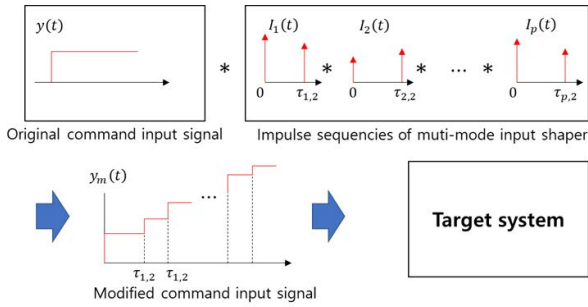 y(t)
I₁(t) I₂(t) Iₚ(t)
* * * ... *
0 τ₁,₂ 0 τ₂,₂ 0 τₚ,₂
Original command input signal
Impulse sequencies of muti-mode input shaper
yₘ(t)
...
Target system
τ₁,₂ τ₁,₂
Modified command input signal